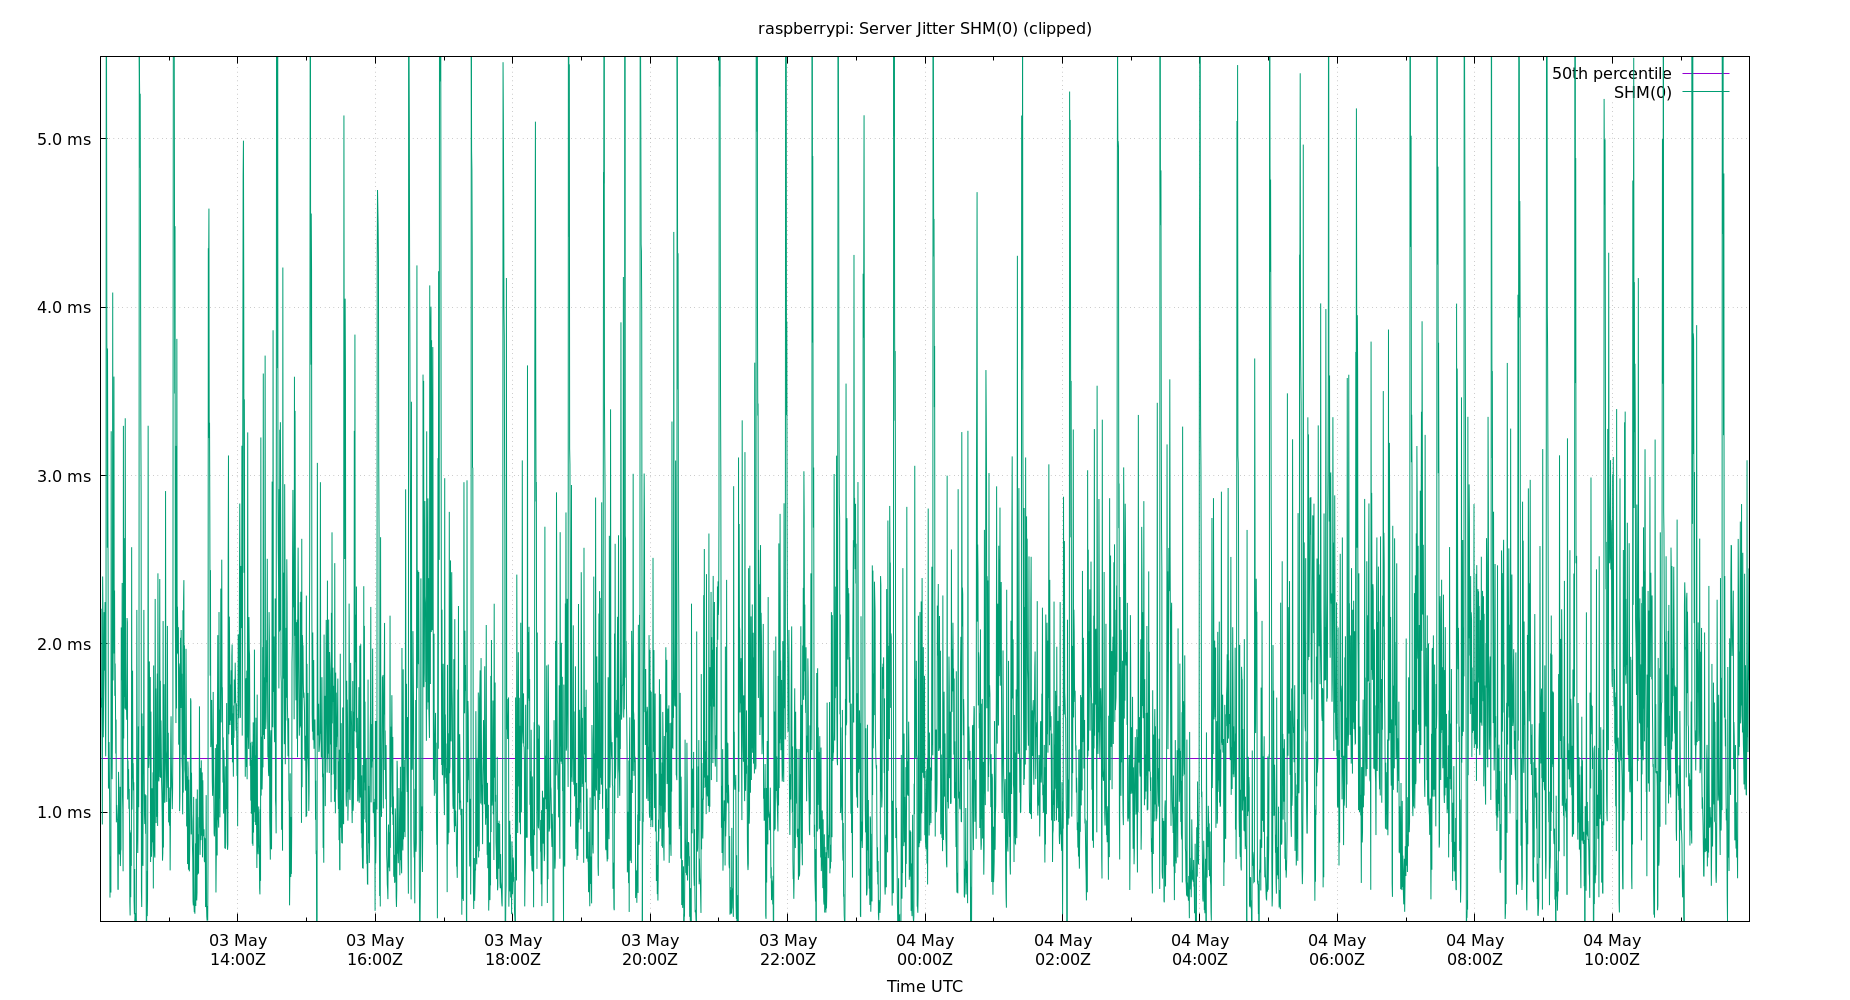 raspberrypi: Server Jitter SHM(0) (clipped)
50th percentile
SHM(0)
5.0 ms
4.0 ms
3.0 ms
2.0 ms
1.0 ms
03 May 03 May 03 May 03 May 03 May 04 May 04 May 04 May 04 May 04 May 04 May
14:00Z 16:00Z 18:00Z 20:00Z 22:00Z 00:00Z 02:00Z 04:00Z 06:00Z 08:00Z 10:00Z
Time UTC